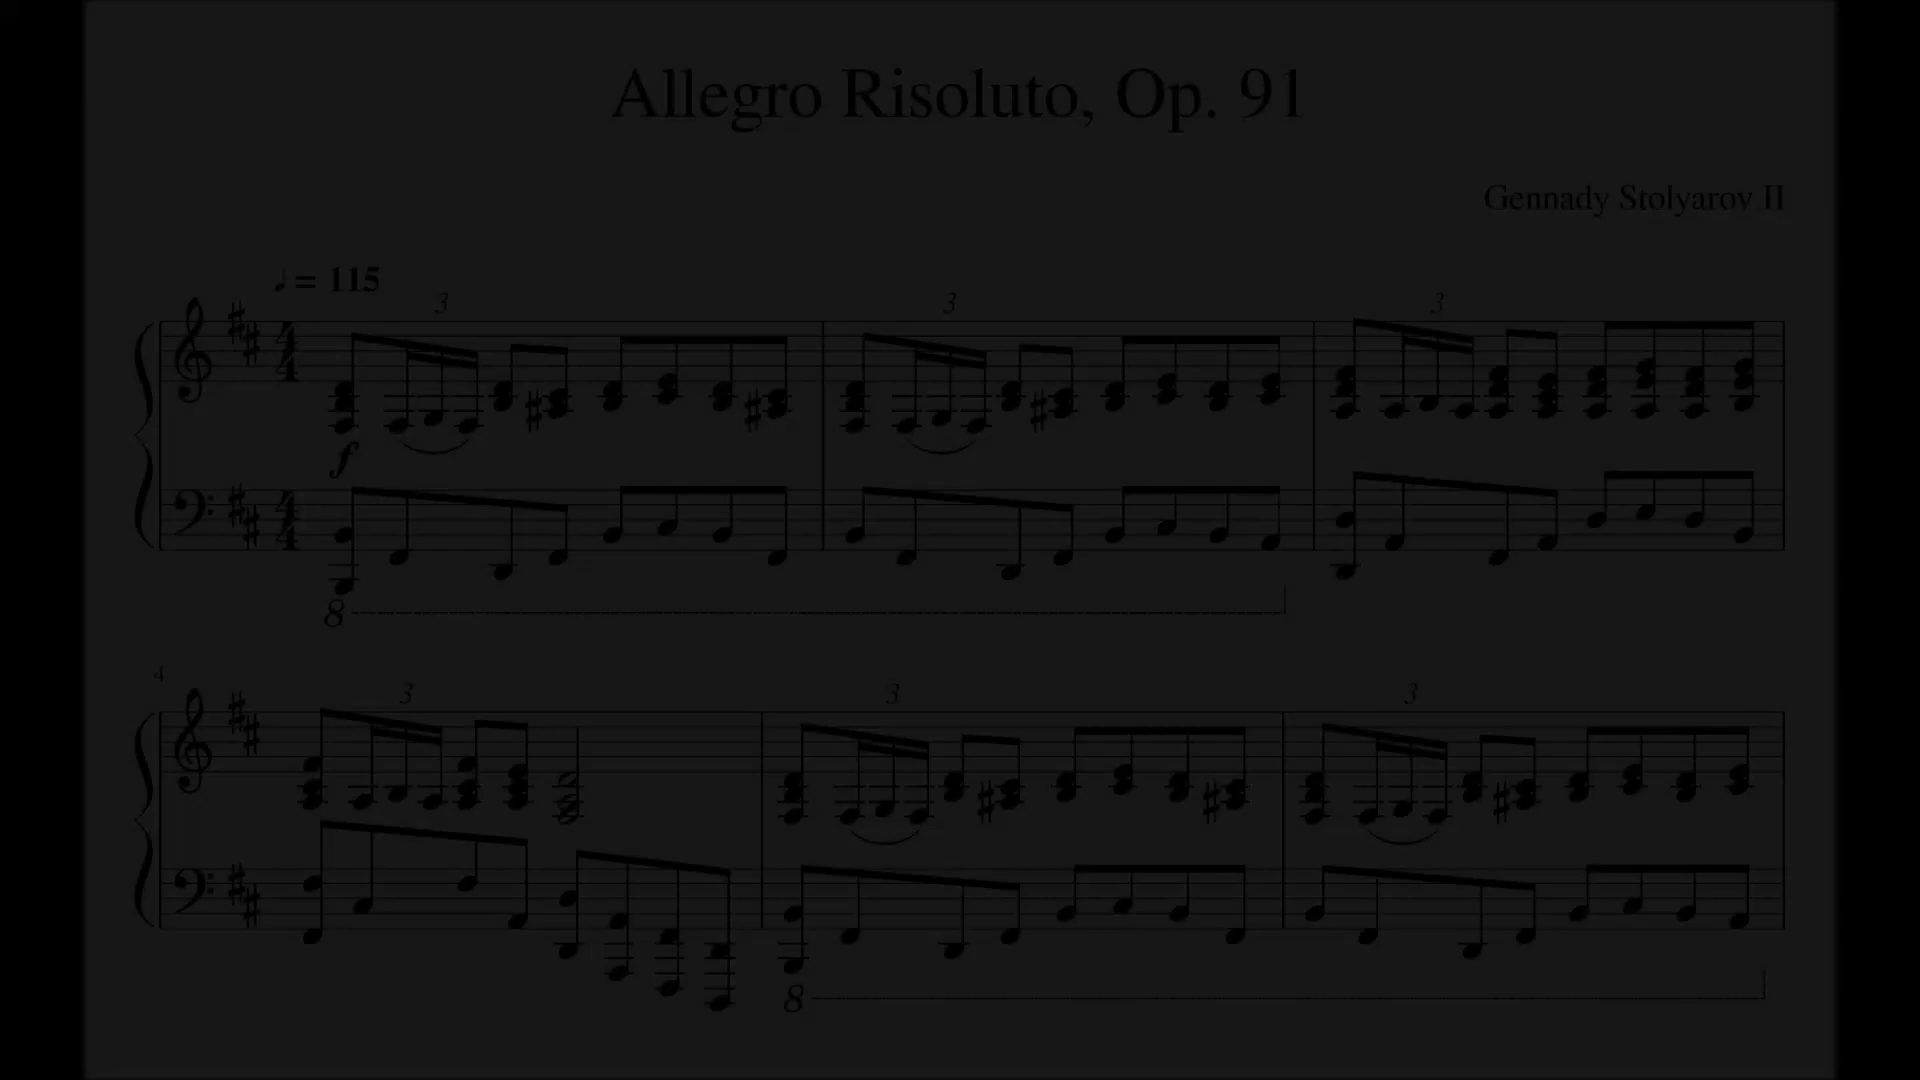 Allegro Risoluto, Op. 91
Gennady Stolyarov II
♩ = 115
3 3 3
f
8
4
3 3 3
8